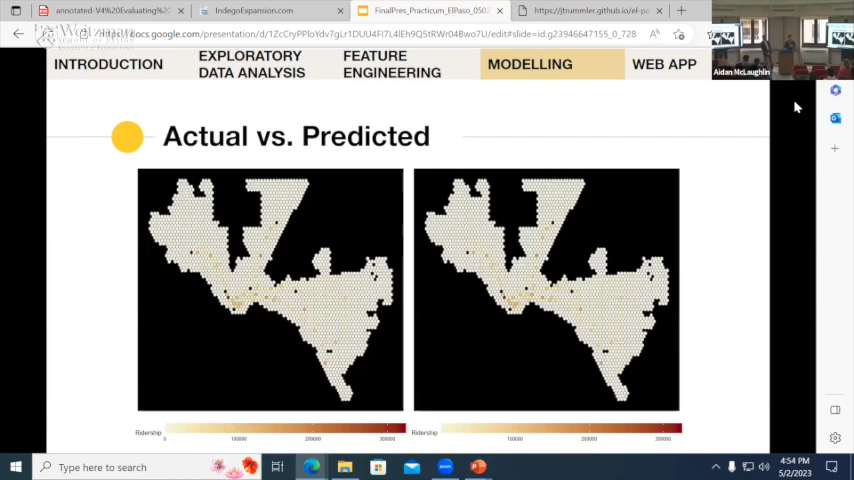 annotated-V4%20Evaluating%2
IndegoExpansion.com
FinalPres_Practicum_ElPaso_0502
https://jtrummler.github.io/el-pa
docs.google.com/presentation/d/1ZcCryPPIoYdv7gLr1DUU4Fl7L4lEh9Q5tRWr04Bwo7U/edit#slide=id.g23946647155_0_728
Aidan McLaughlin
INTRODUCTION
EXPLORATORY
DATA ANALYSIS
FEATURE
ENGINEERING
MODELLING
WEB APP
Actual vs. Predicted
Ridership
0
100000
200000
300000
Ridership
100000
200000
300000
Type here to search
4:54 PM
5/2/2023